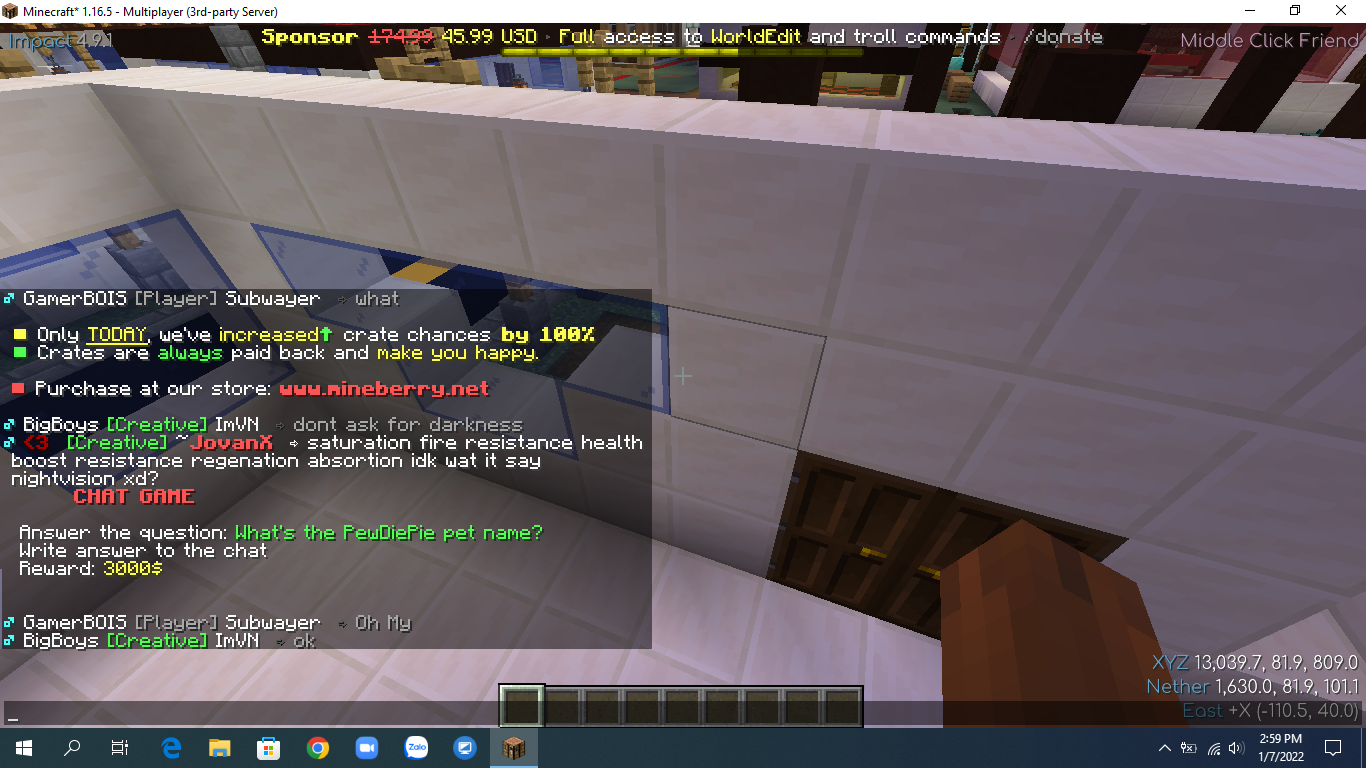 Minecraft* 1.16.5 - Multiplayer (3rd-party Server)
Impact 4.9.1
Sponsor 174.99 45.99 USD · Full access to WorldEdit and troll commands · /donate
Middle Click Friend
GamerBOIS [Player] Subwayer ➩ what
Only TODAY, we've increased⬆ crate chances by 100%
Crates are always paid back and make you happy.
Purchase at our store: www.mineberry.net
BigBoys [Creative] ImVN ➩ dont ask for darkness
<3 [Creative] ~JovanX ➩ saturation fire resistance health
boost resistance regenation absortion idk wat it say
nightvision xd?
CHAT GAME
Answer the question: What's the PewDiePie pet name?
Write answer to the chat
Reward: 3000$
GamerBOIS [Player] Subwayer ➩ Oh My
BigBoys [Creative] ImVN ➩ ok
XYZ 13,039.7, 81.9, 809.0
Nether 1,630.0, 81.9, 101.1
East +X (-110.5, 40.0)
_
Zalo
2:59 PM
1/7/2022